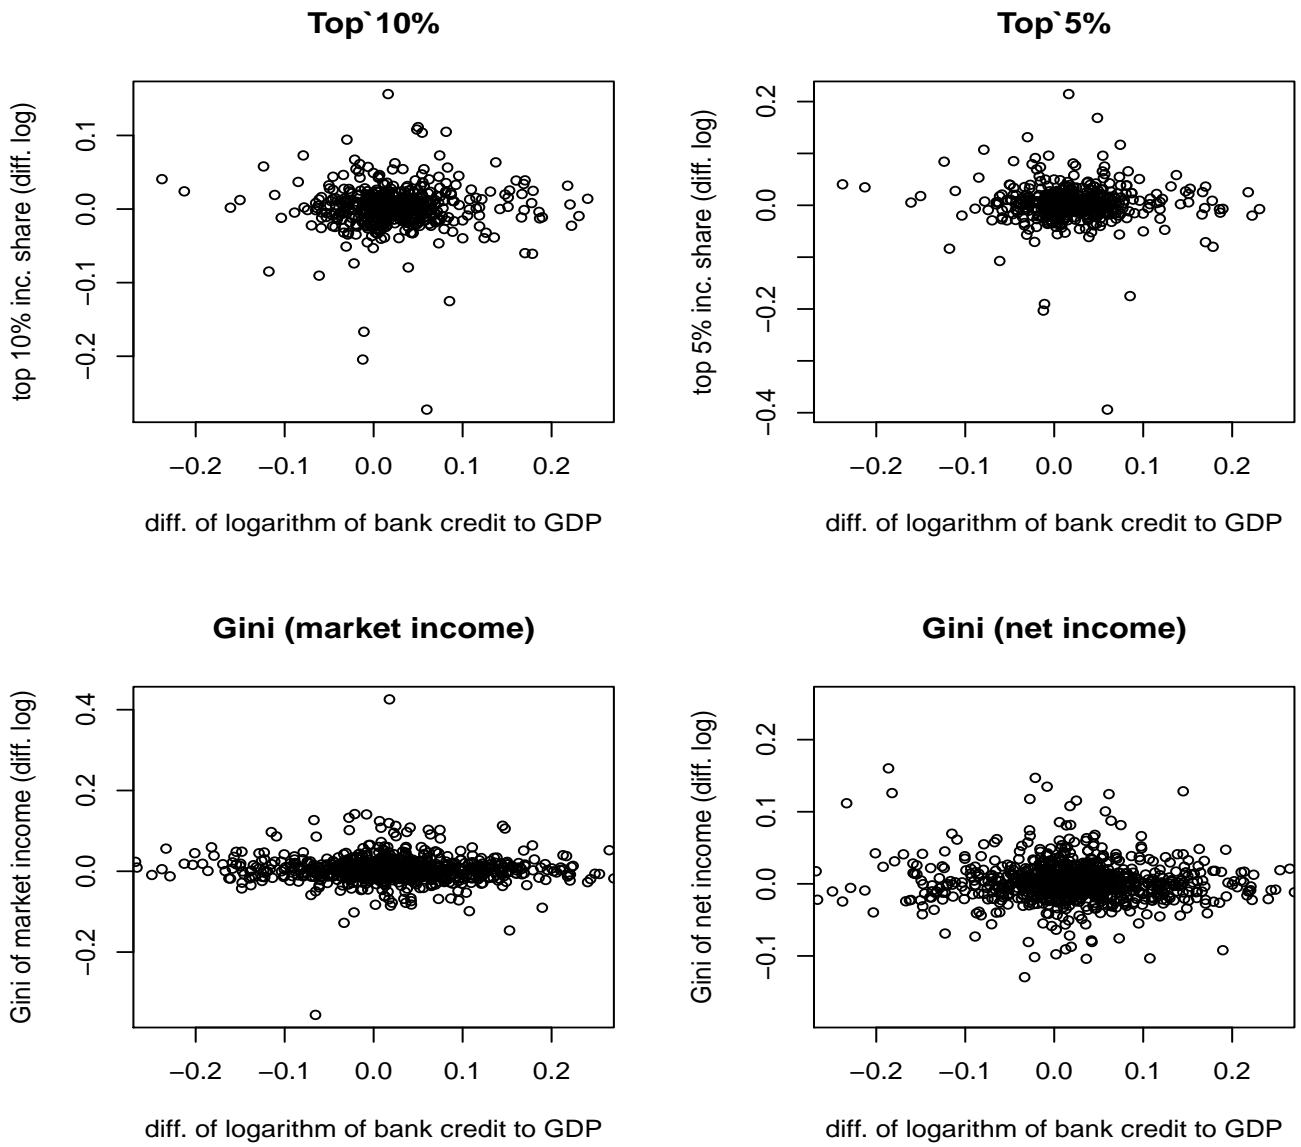 Top`10%
top 10% inc. share (diff. log)
0.1
0.0
−0.1
−0.2
−0.2 −0.1 0.0 0.1 0.2
diff. of logarithm of bank credit to GDP
Top`5%
top 5% inc. share (diff. log)
0.2
0.0
−0.2
−0.4
−0.2 −0.1 0.0 0.1 0.2
diff. of logarithm of bank credit to GDP
Gini (market income)
Gini of market income (diff. log)
0.4
0.2
0.0
−0.2
−0.2 −0.1 0.0 0.1 0.2
diff. of logarithm of bank credit to GDP
Gini (net income)
Gini of net income (diff. log)
0.2
0.1
0.0
−0.1
−0.2 −0.1 0.0 0.1 0.2
diff. of logarithm of bank credit to GDP